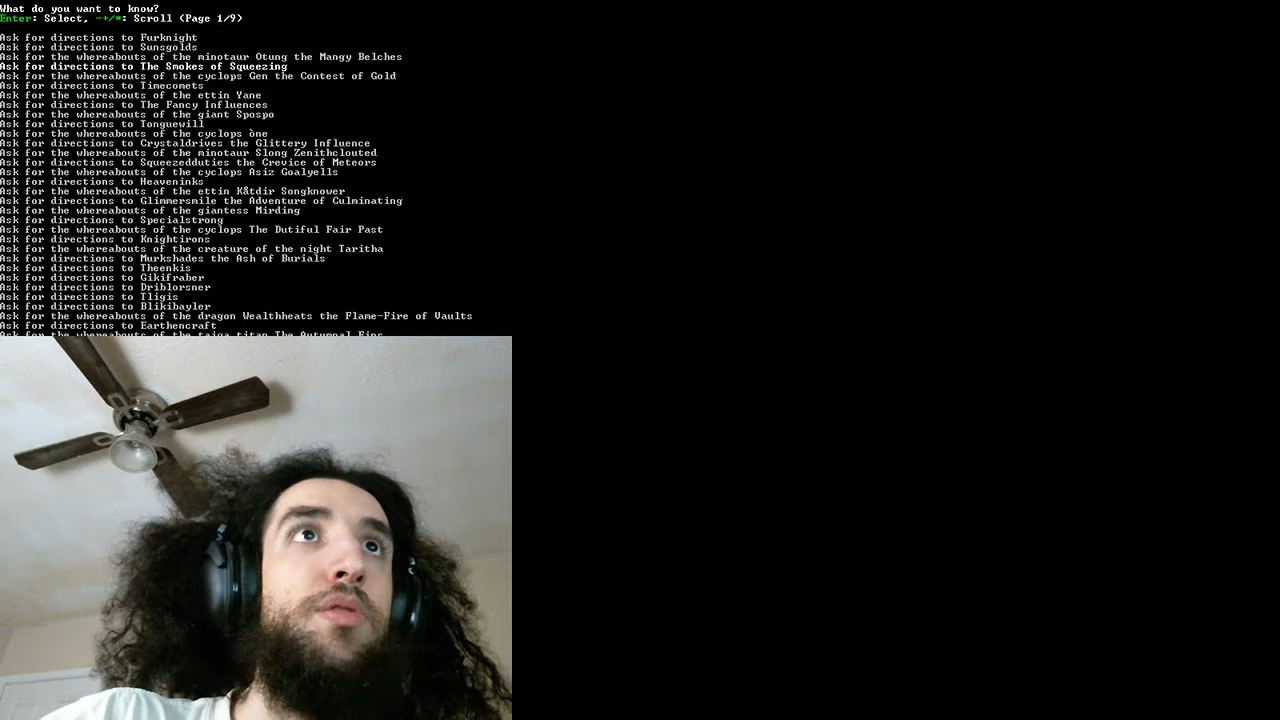 What do you want to know?
Enter: Select, -+/*: Scroll (Page 1/9)
Ask for directions to Furknight
Ask for directions to Sunsgolds
Ask for the whereabouts of the minotaur Otung the Mangy Belches
Ask for directions to The Smokes of Squeezing
Ask for the whereabouts of the cyclops Gen the Contest of Gold
Ask for directions to Timecomets
Ask for the whereabouts of the ettin Yane
Ask for directions to The Fancy Influences
Ask for the whereabouts of the giant Spospo
Ask for directions to Tonguewill
Ask for the whereabouts of the cyclops òne
Ask for directions to Crystaldrives the Glittery Influence
Ask for the whereabouts of the minotaur Slong Zenithclouted
Ask for directions to Squeezedduties the Crevice of Meteors
Ask for the whereabouts of the cyclops Asiz Goalyells
Ask for directions to Heaveninks
Ask for the whereabouts of the ettin Kåtdir Songknower
Ask for directions to Glimmersmile the Adventure of Culminating
Ask for the whereabouts of the giantess Mirding
Ask for directions to Specialstrong
Ask for the whereabouts of the cyclops The Dutiful Fair Past
Ask for directions to Knightirons
Ask for the whereabouts of the creature of the night Taritha
Ask for directions to Murkshades the Ash of Burials
Ask for directions to Theenkis
Ask for directions to Gikifraber
Ask for directions to Driblorsner
Ask for directions to Tligis
Ask for directions to Blikibayler
Ask for the whereabouts of the dragon Wealthheats the Flame-Fire of Vaults
Ask for directions to Earthencraft
Ask for the whereabouts of the taiga titan The Autumnal